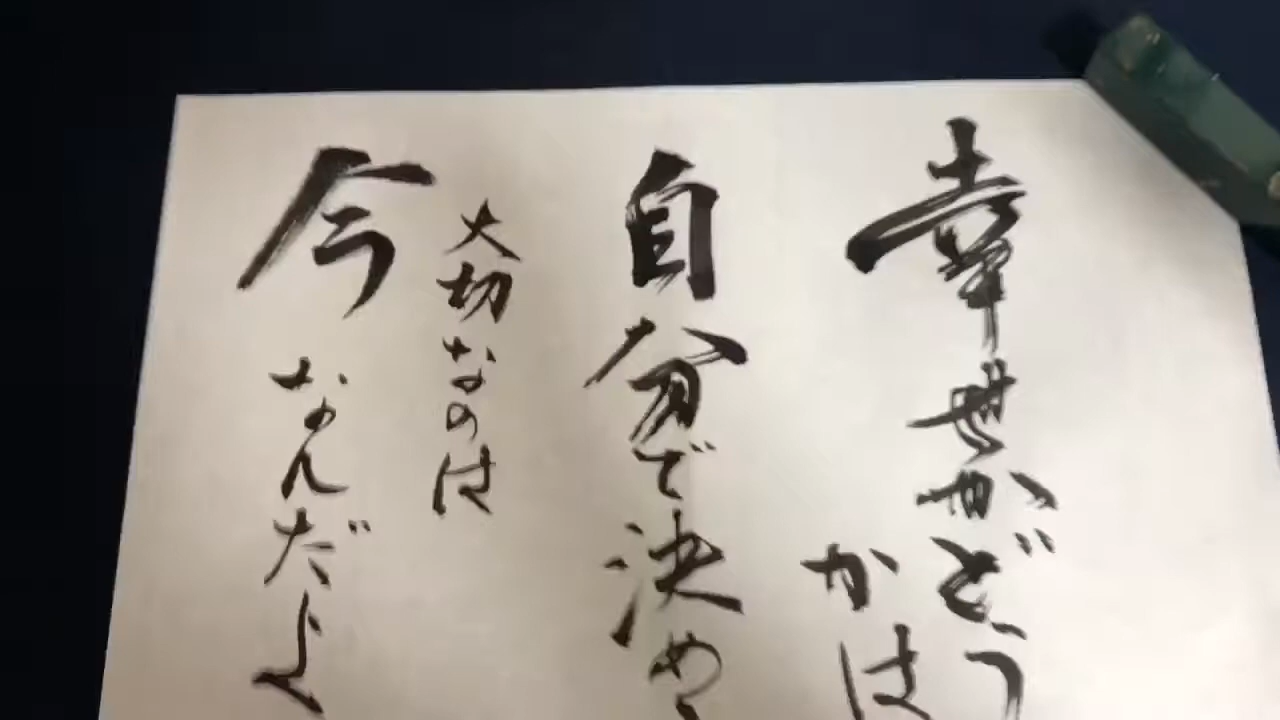 幸せかどう
かは
自分で決め
大切なのは
今なんだよ